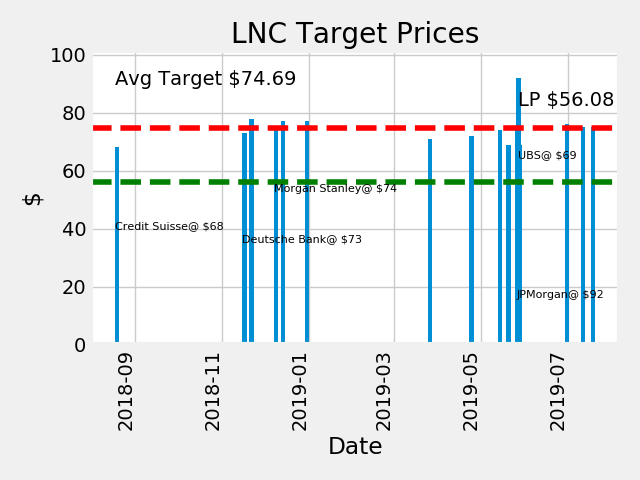 LNC Target Prices
100
80
60
40
20
0
$
Avg Target $74.69
LP $56.08
UBS@ $69
Morgan Stanley@ $74
Credit Suisse@ $68
Deutsche Bank@ $73
JPMorgan@ $92
2018-09
2018-11
2019-01
2019-03
2019-05
2019-07
Date